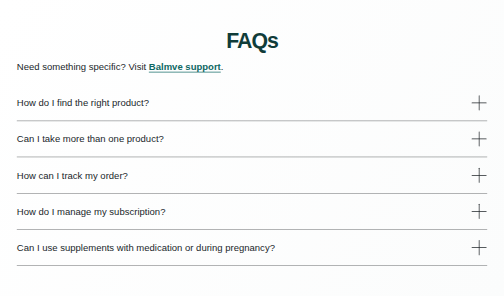 FAQs
Need something specific? Visit Balmve support.
How do I find the right product?
Can I take more than one product?
How can I track my order?
How do I manage my subscription?
Can I use supplements with medication or during pregnancy?